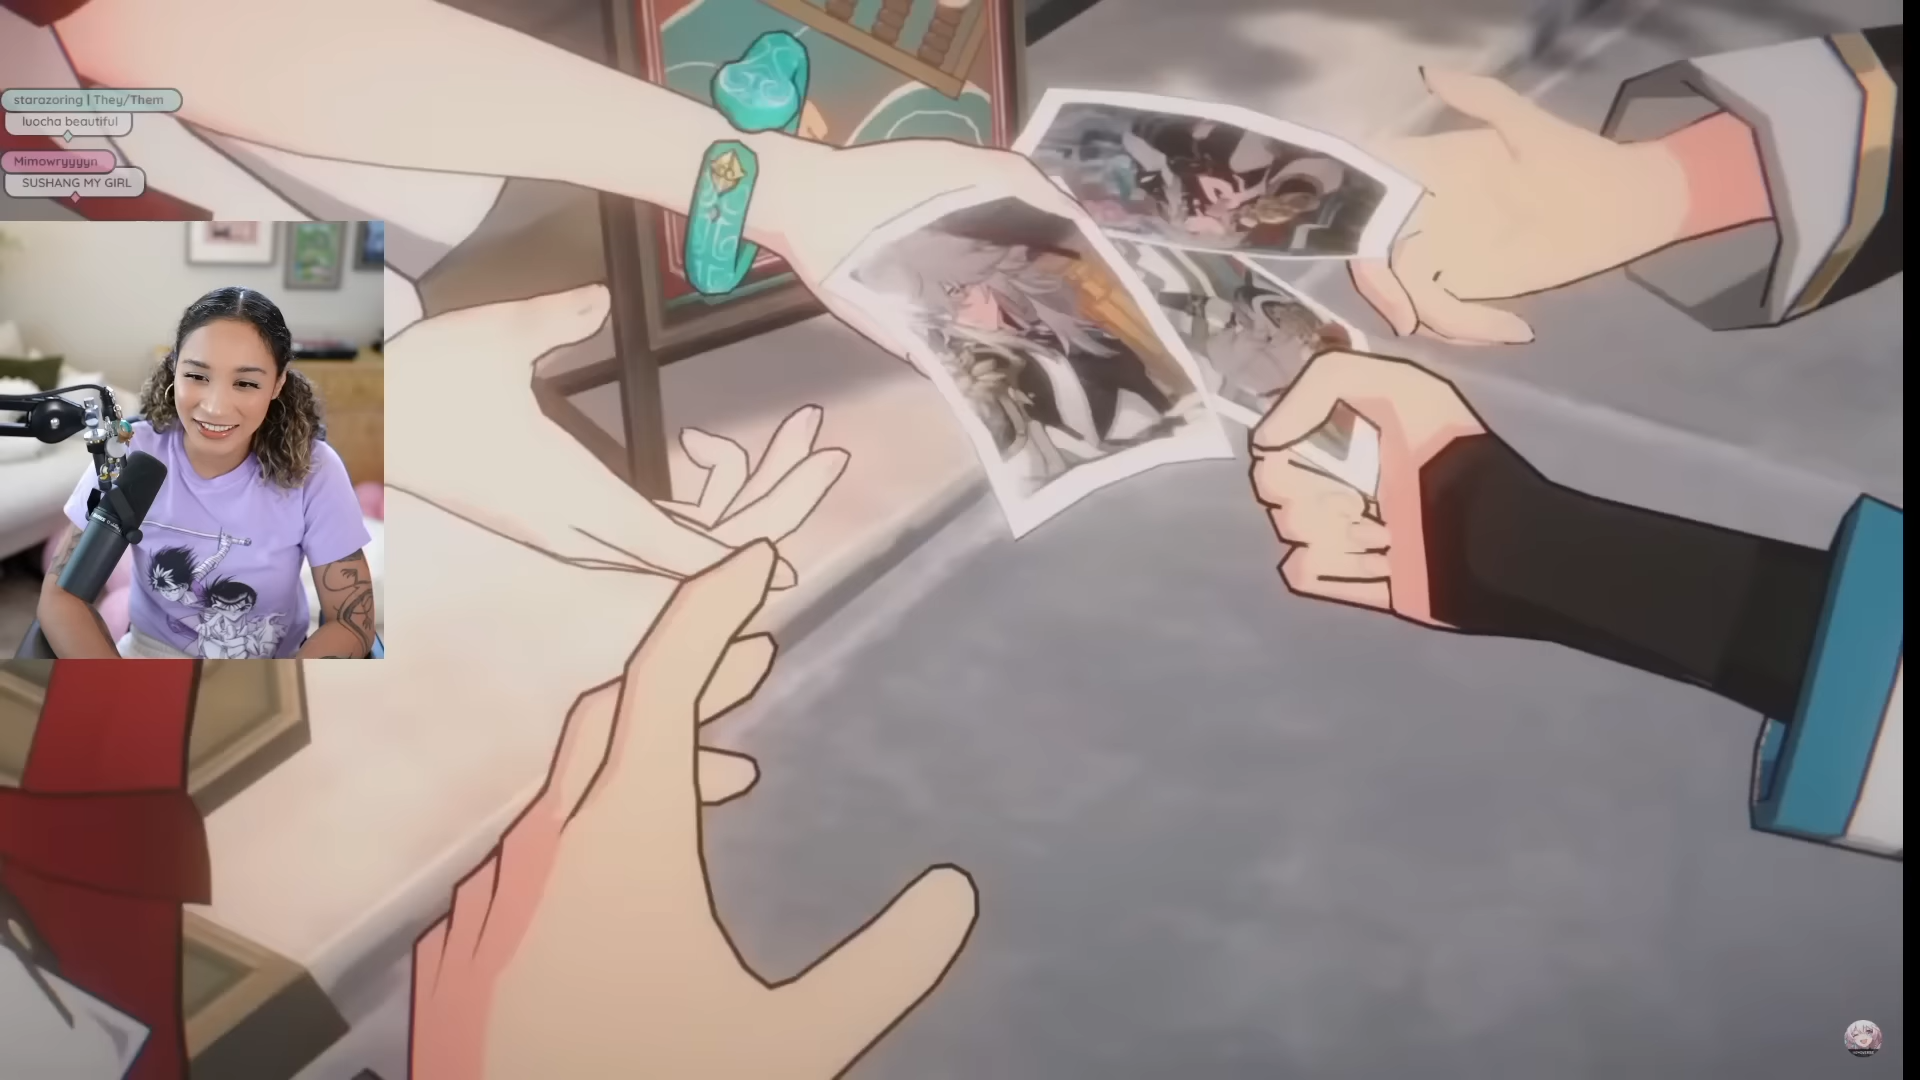 starazoring | They/Them
luocha beautiful
Mimowryyyyn
SUSHANG MY GIRL